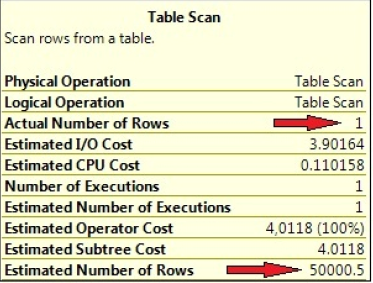 Table Scan
Scan rows from a table.
Physical Operation Table Scan
Logical Operation Table Scan
Actual Number of Rows 1
Estimated I/O Cost 3.90164
Estimated CPU Cost 0.110158
Number of Executions 1
Estimated Number of Executions 1
Estimated Operator Cost 4,0118 (100%)
Estimated Subtree Cost 4.0118
Estimated Number of Rows 50000.5